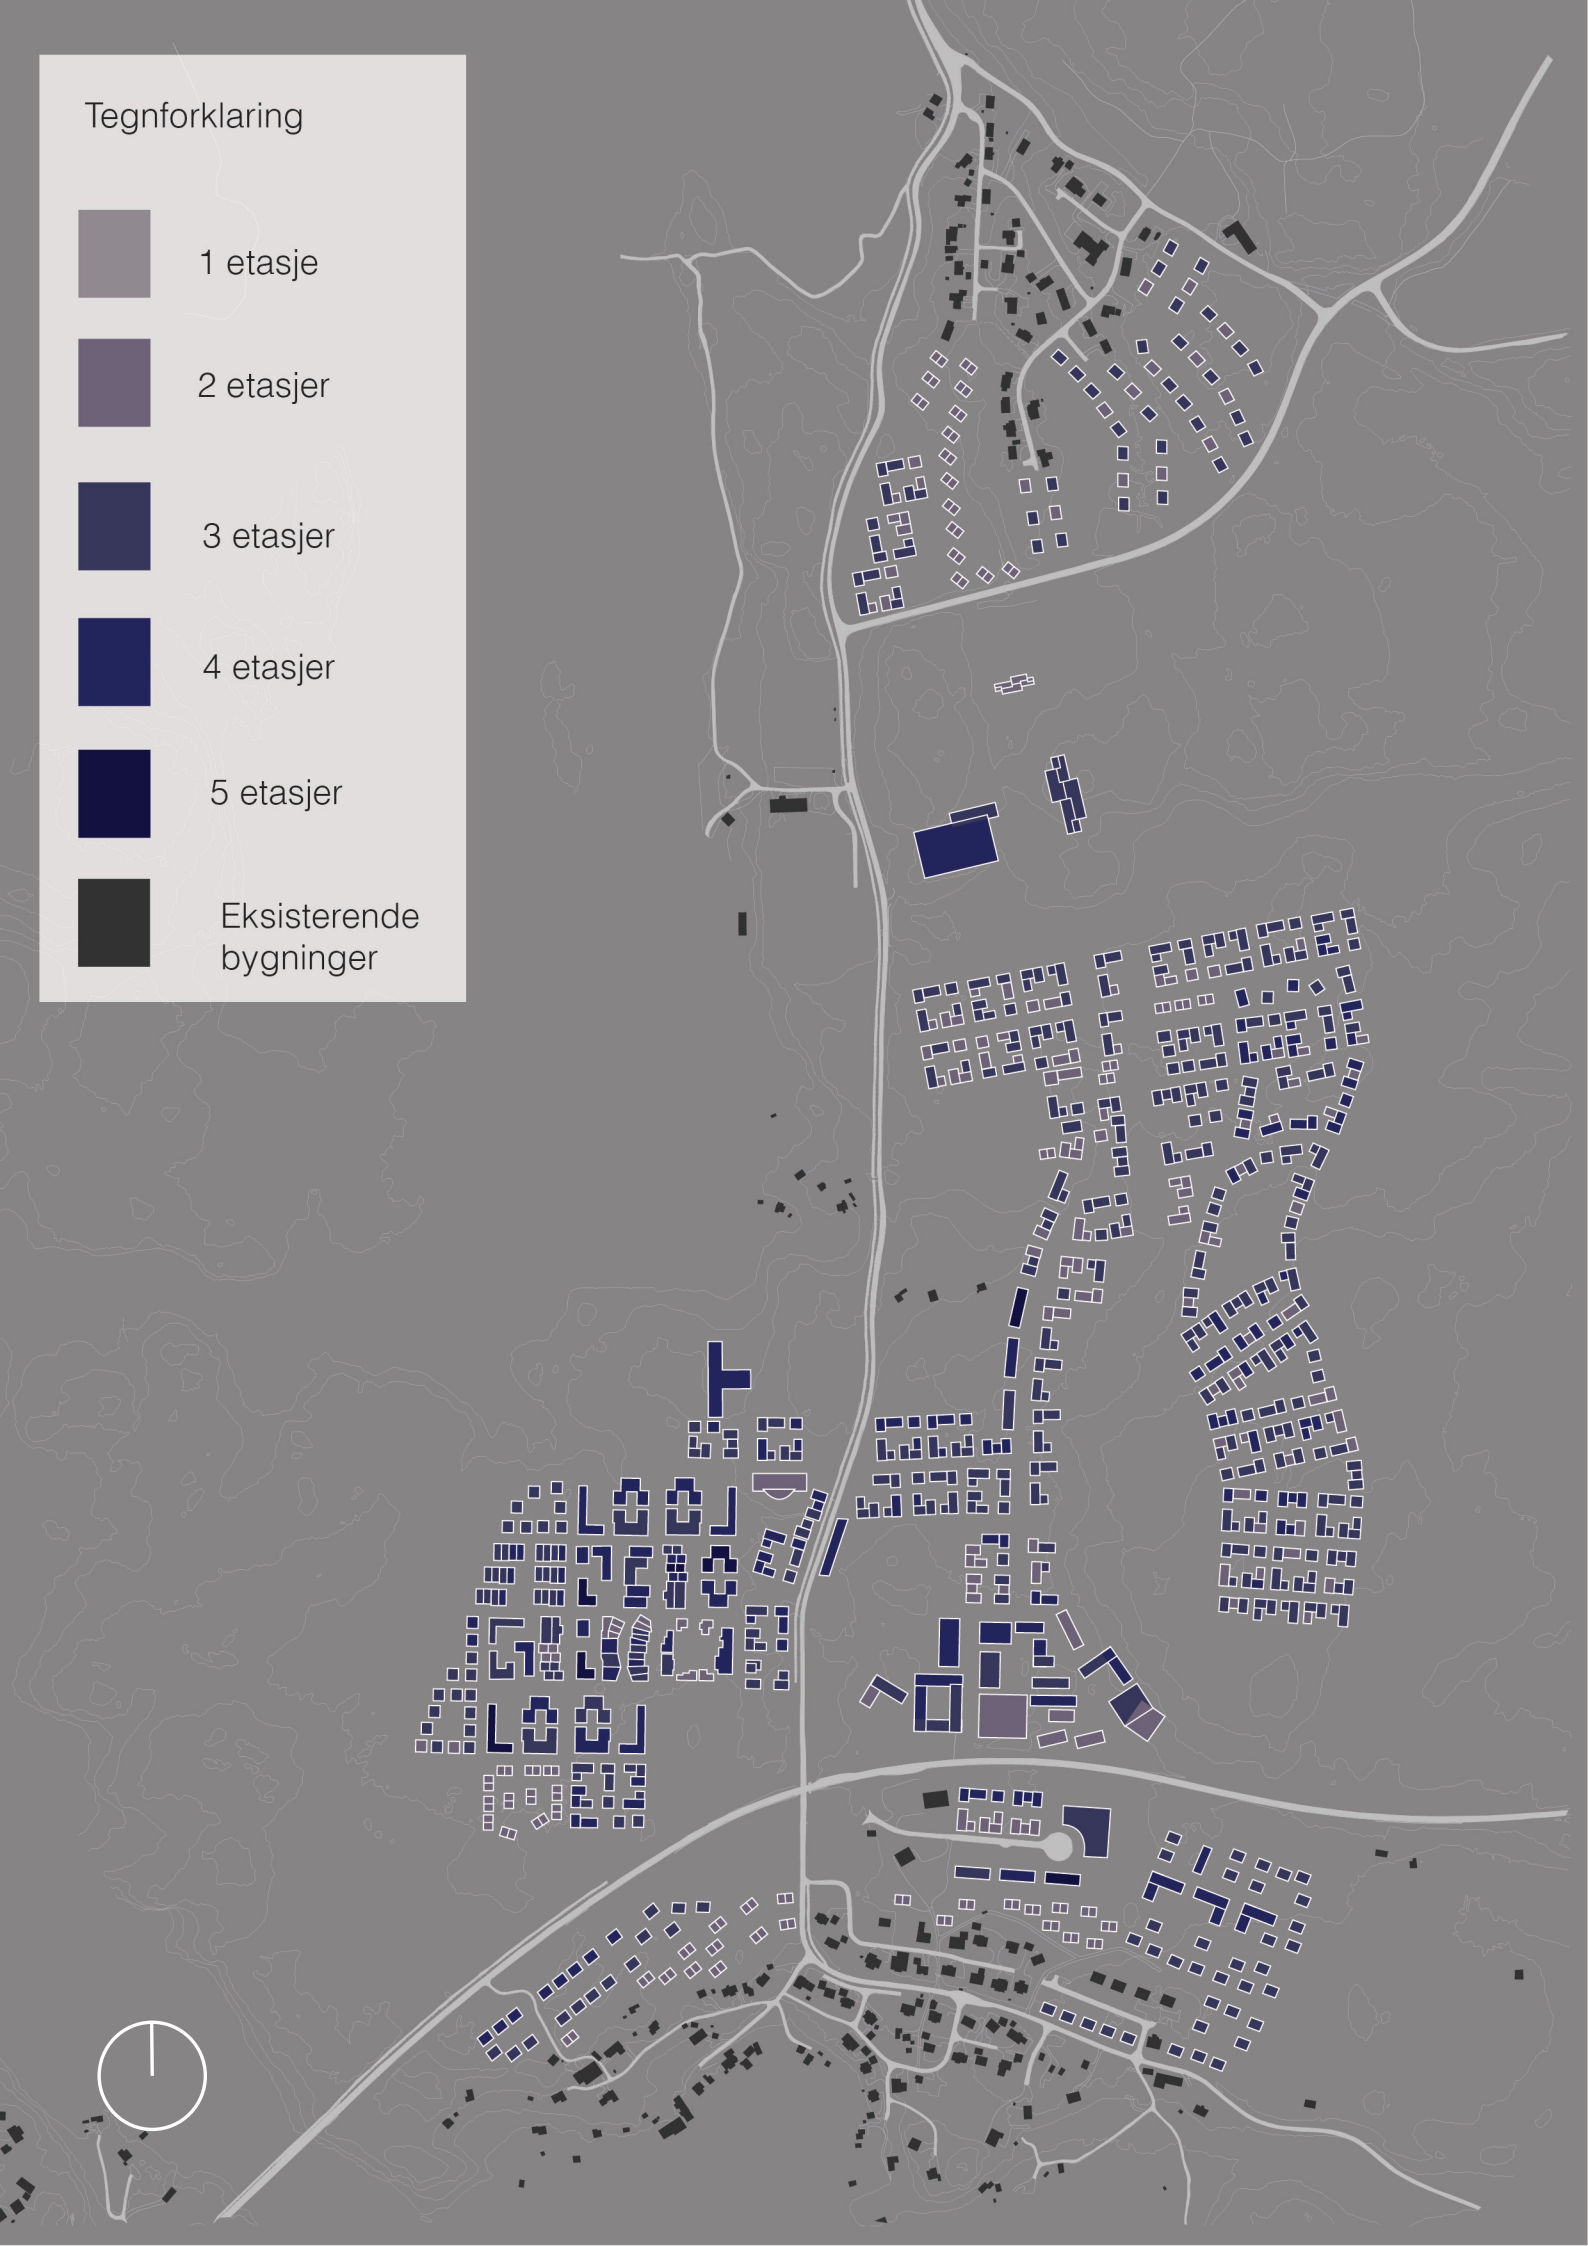 Tegnforklaring
1 etasje
2 etasjer
3 etasjer
4 etasjer
5 etasjer
Eksisterende
bygninger